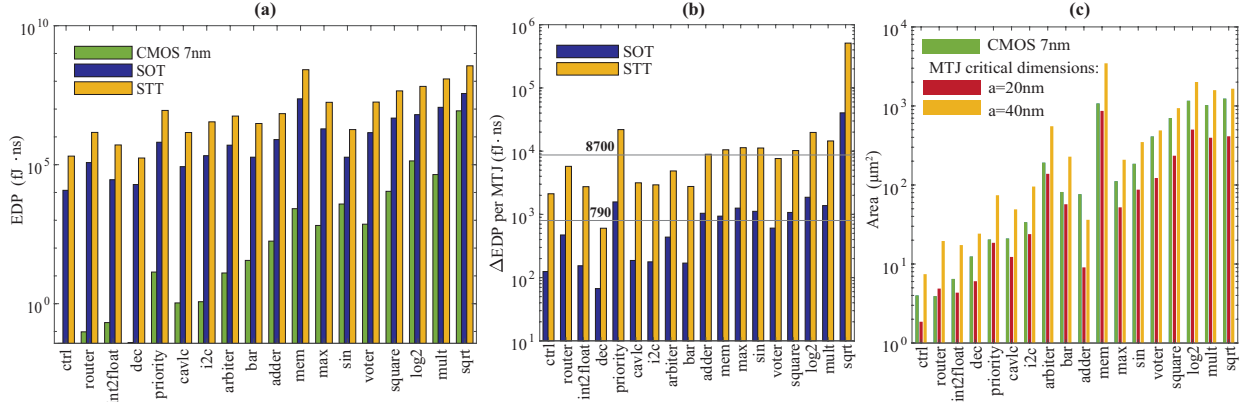 (a)
EDP (fJ · ns)
10^10
10^5
10^0
CMOS 7nm
SOT
STT
ctrl
router
int2float
dec
priority
cavlc
i2c
arbiter
bar
adder
mem
max
sin
voter
square
log2
mult
sqrt
(b)
ΔEDP per MTJ (fJ · ns)
10^6
10^5
10^4
10^3
10^2
10^1
SOT
STT
8700
790
ctrl
router
int2float
dec
priority
cavlc
i2c
arbiter
bar
adder
mem
max
sin
voter
square
log2
mult
sqrt
(c)
Area (μm²)
10^4
10^3
10^2
10^1
10^0
CMOS 7nm
MTJ critical dimensions:
a=20nm
a=40nm
ctrl
router
int2float
dec
priority
cavlc
i2c
arbiter
bar
adder
mem
max
sin
voter
square
log2
mult
sqrt